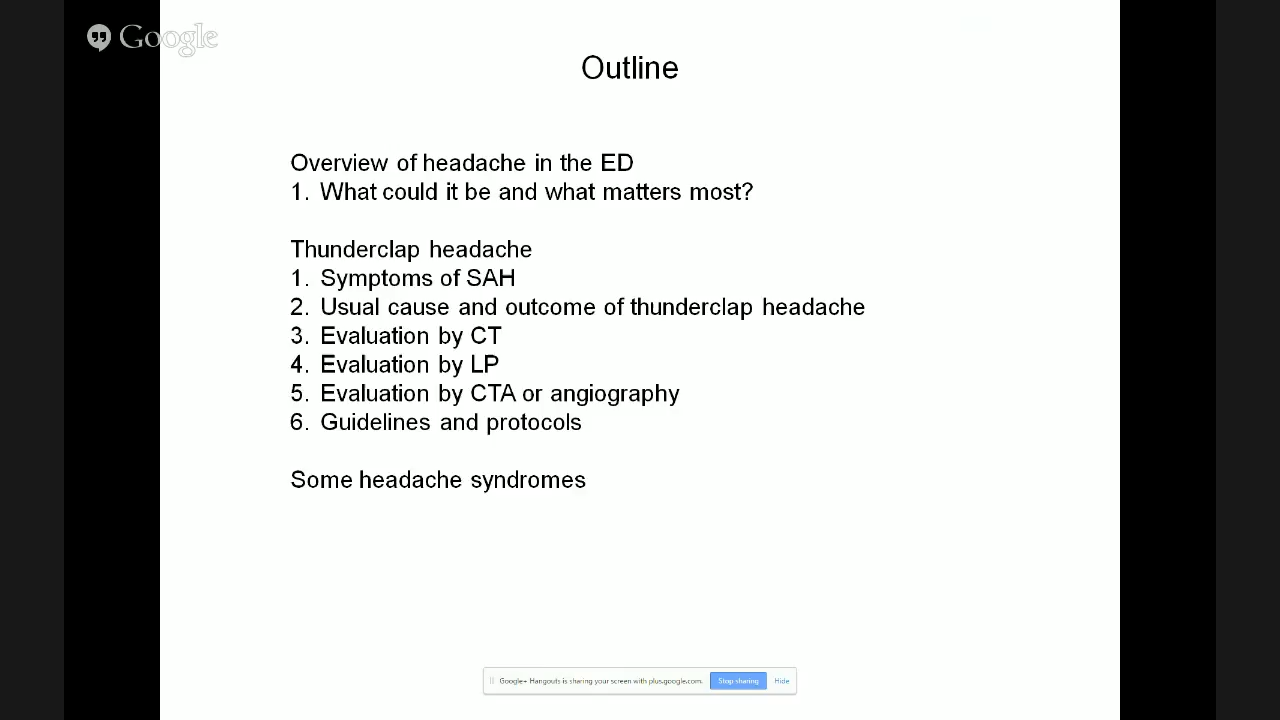 Google
Outline
Overview of headache in the ED
1. What could it be and what matters most?
Thunderclap headache
1. Symptoms of SAH
2. Usual cause and outcome of thunderclap headache
3. Evaluation by CT
4. Evaluation by LP
5. Evaluation by CTA or angiography
6. Guidelines and protocols
Some headache syndromes
Google+ Hangouts is sharing your screen with plus.google.com. Stop sharing Hide